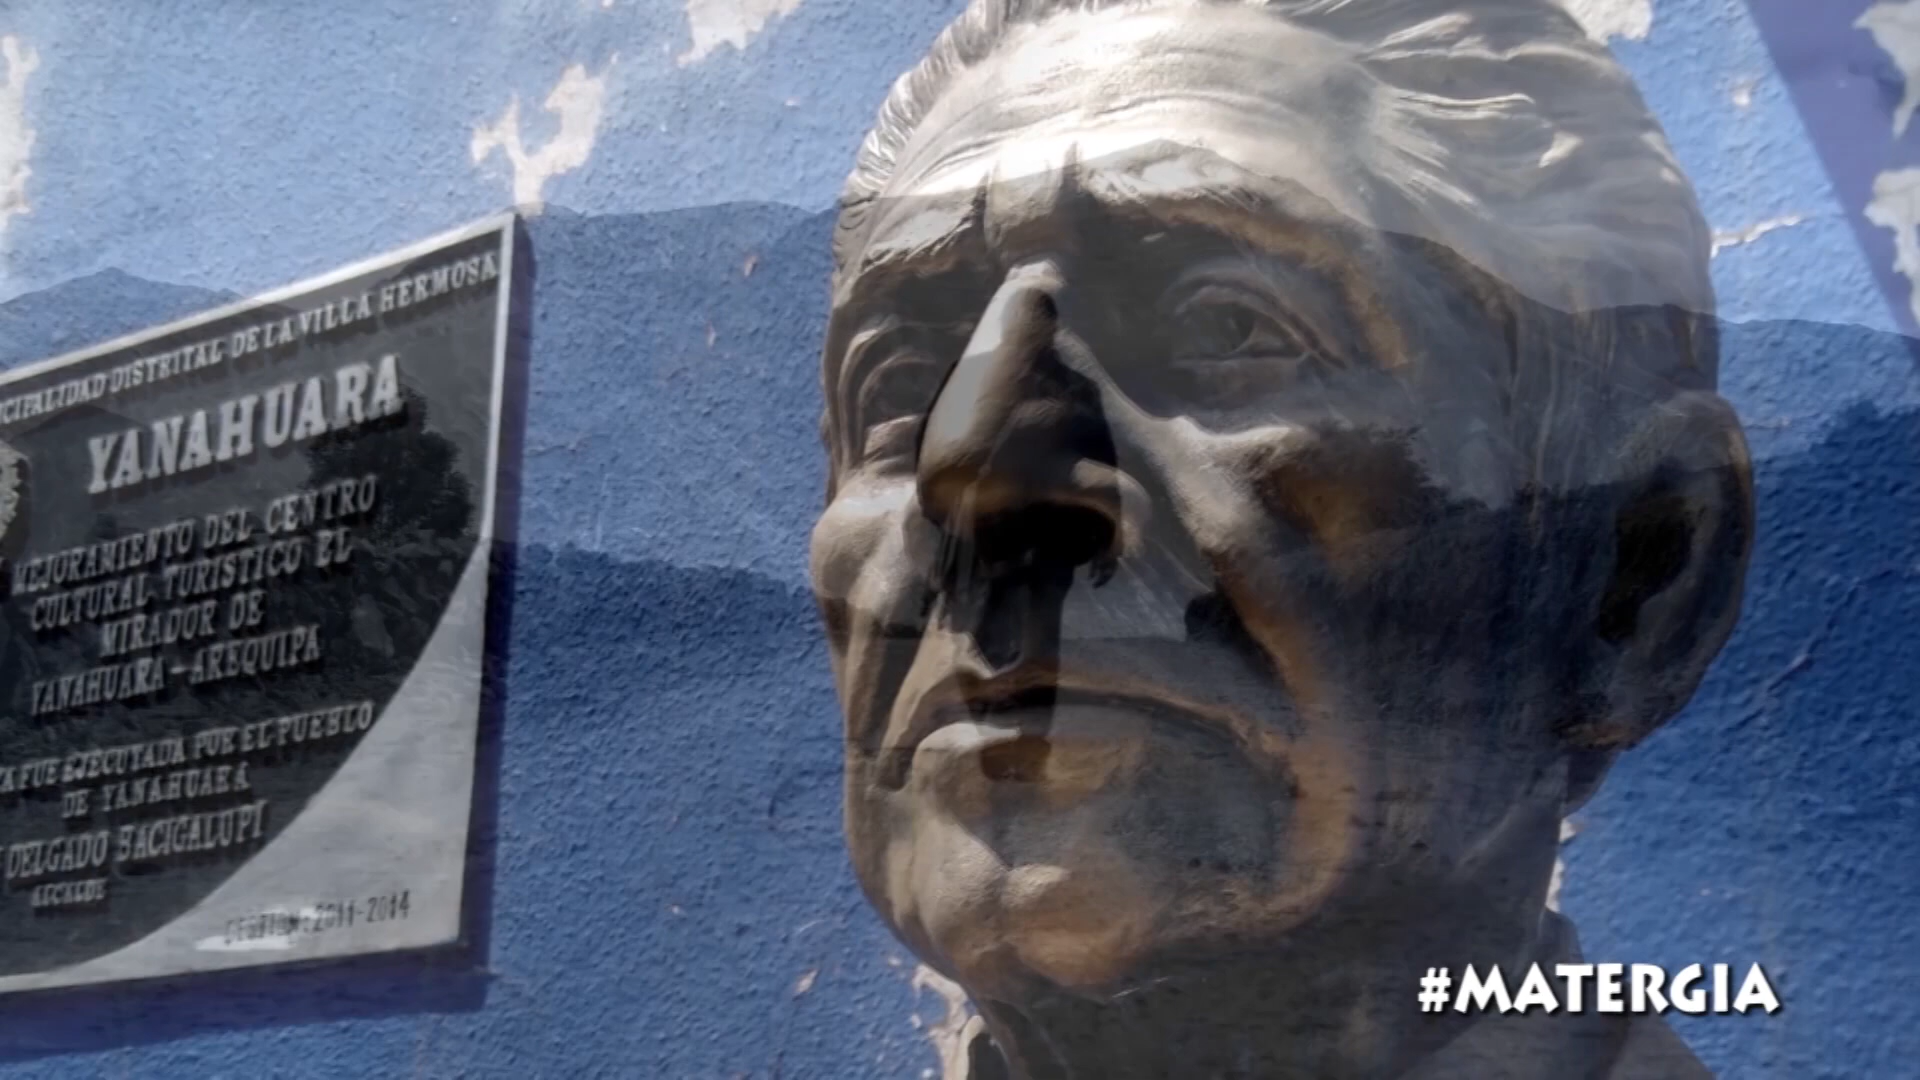 CIPALIDAD DISTRITAL DE LA VILLA HERMOSA
YANAHUARA
MEJORAMIENTO DEL CENTRO
CULTURAL TURISTICO EL
MIRADOR DE
YANAHUARA - AREQUIPA
FUE EJECUTADA POR EL PUEBLO
DE YANAHUARA
DELGADO BACIGALUPI
ALCALDE
GESTION: 2011-2014
#MATERGIA